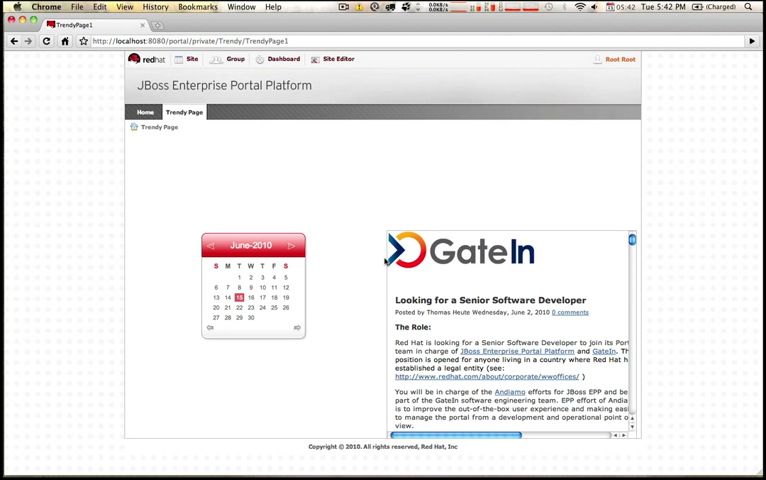 Chrome File Edit View History Bookmarks Window Help
05:42 Tue 5:42 PM (Charged)
TrendyPage1
http://localhost:8080/portal/private/Trendy/TrendyPage1
redhat Site Group Dashboard Site Editor Root Root
JBoss Enterprise Portal Platform
Home Trendy Page
Trendy Page
June-2010
S M T W T F S
1 2 3 4 5
6 7 8 9 10 11 12
13 14 15 16 17 18 19
20 21 22 23 24 25 26
27 28 29 30
GateIn
Looking for a Senior Software Developer
Posted by Thomas Heute Wednesday, June 2, 2010 0 comments
The Role:
Red Hat is looking for a Senior Software Developer to join its Port
team in charge of JBoss Enterprise Portal Platform and GateIn. Th
position is opened for anyone living in a country where Red Hat h
established a legal entity (see:
http://www.redhat.com/about/corporate/wwoffices/ )
You will be in charge of the Andiamo efforts for JBoss EPP and be
part of the GateIn software engineering team. EPP effort of Andia
is to improve the out-of-the-box user experience and making easi
to manage the portal from a development and operational point o
view.
Copyright © 2010. All rights reserved, Red Hat, Inc